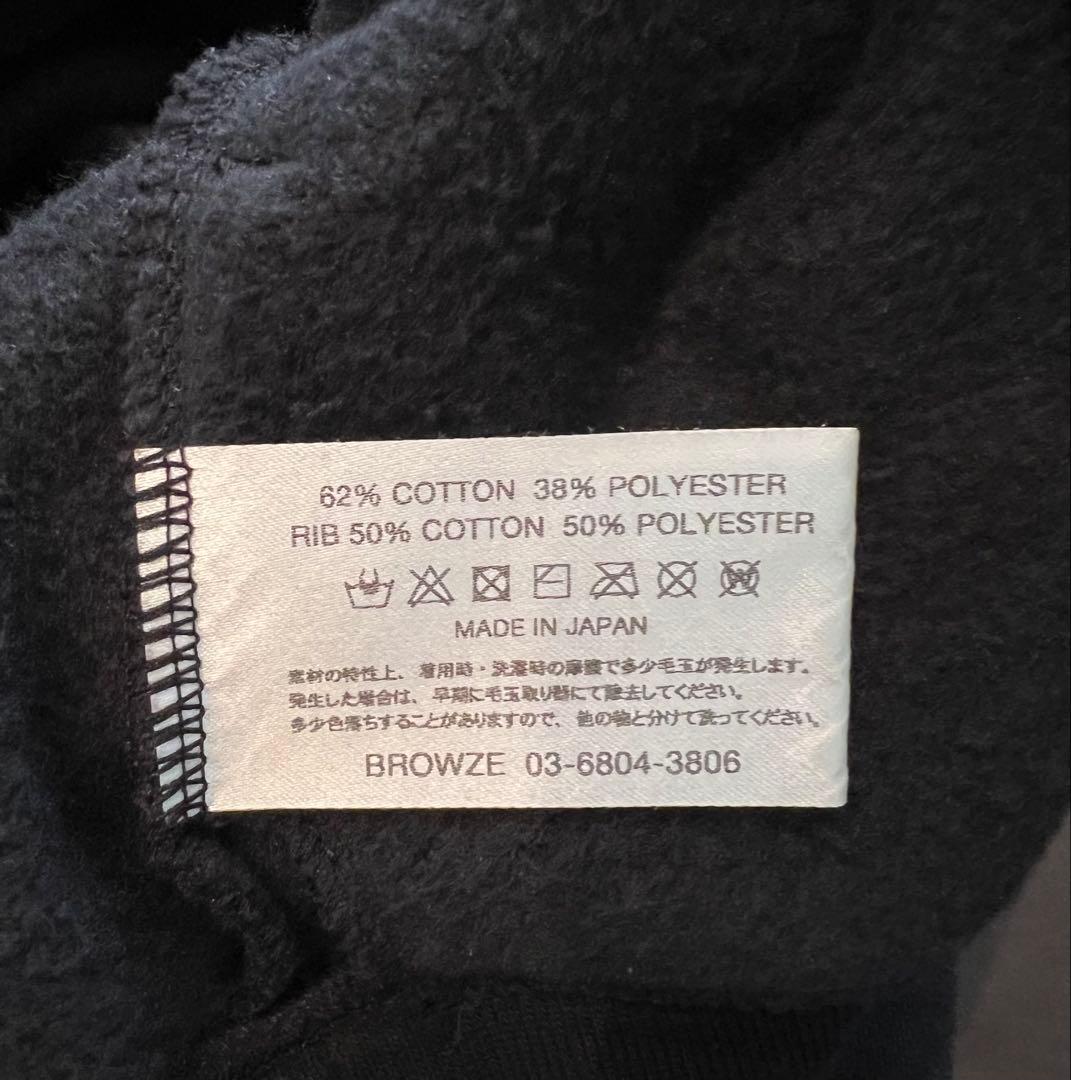 62% COTTON 38% POLYESTER
RIB 50% COTTON 50% POLYESTER
MADE IN JAPAN
素材の特性上、着用時・洗濯時の摩擦で多少毛玉が発生します。
発生した場合は、早期に毛玉取り器にて除去してください。
多少色落ちすることがありますので、他の物と分けて洗ってください。
BROWZE 03-6804-3806